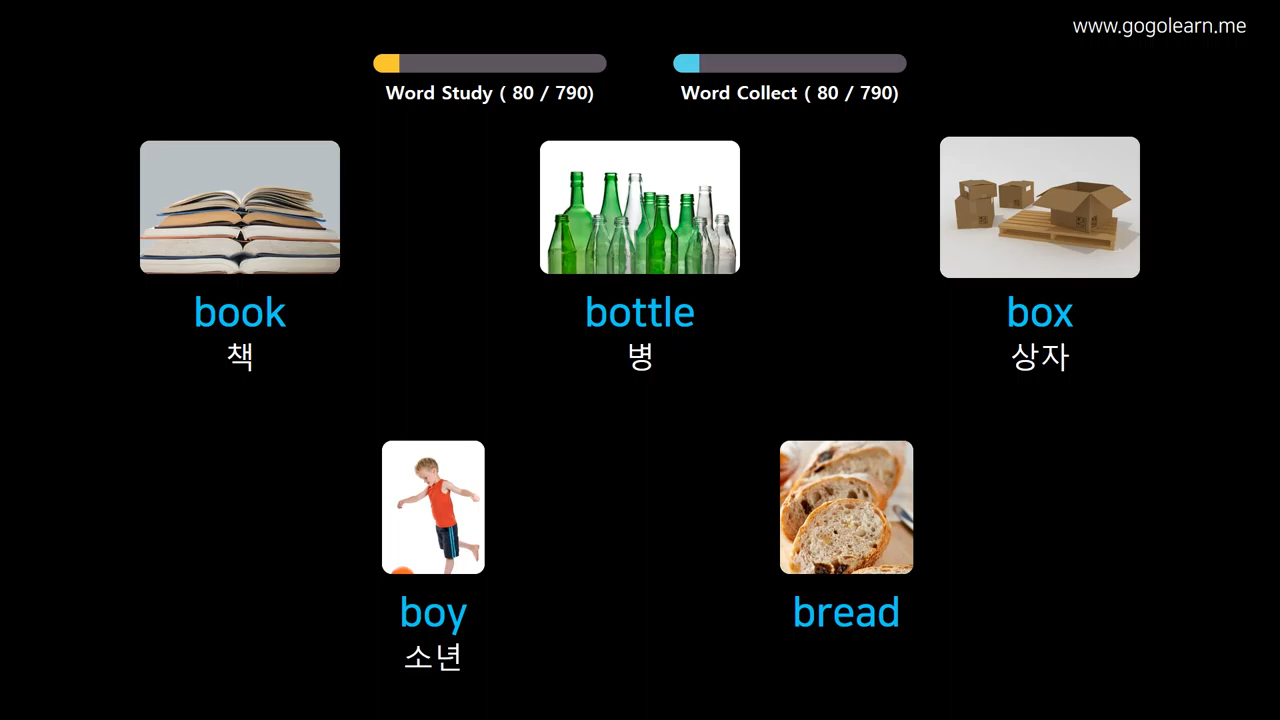 www.gogolearn.me
Word Study ( 80 / 790)
Word Collect ( 80 / 790)
book
책
bottle
병
box
상자
boy
소년
bread